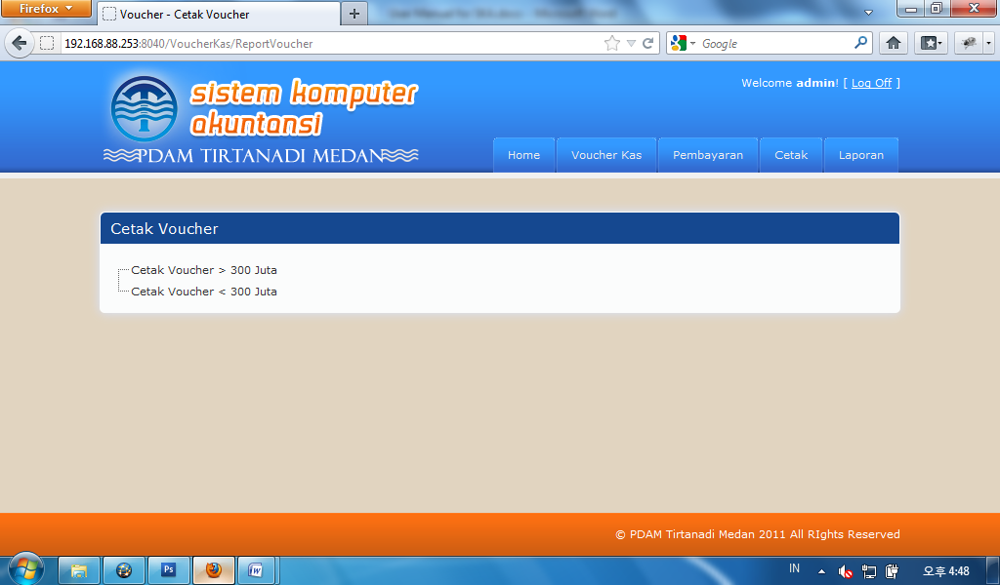 Firefox
Voucher - Cetak Voucher
192.168.88.253:8040/VoucherKas/ReportVoucher
Google
sistem komputer
akuntansi
PDAM TIRTANADI MEDAN
Welcome admin! [ Log Off ]
Home
Voucher Kas
Pembayaran
Cetak
Laporan
Cetak Voucher
Cetak Voucher > 300 Juta
Cetak Voucher < 300 Juta
© PDAM Tirtanadi Medan 2011 All RIghts Reserved
Ps
W
IN
오후 4:48